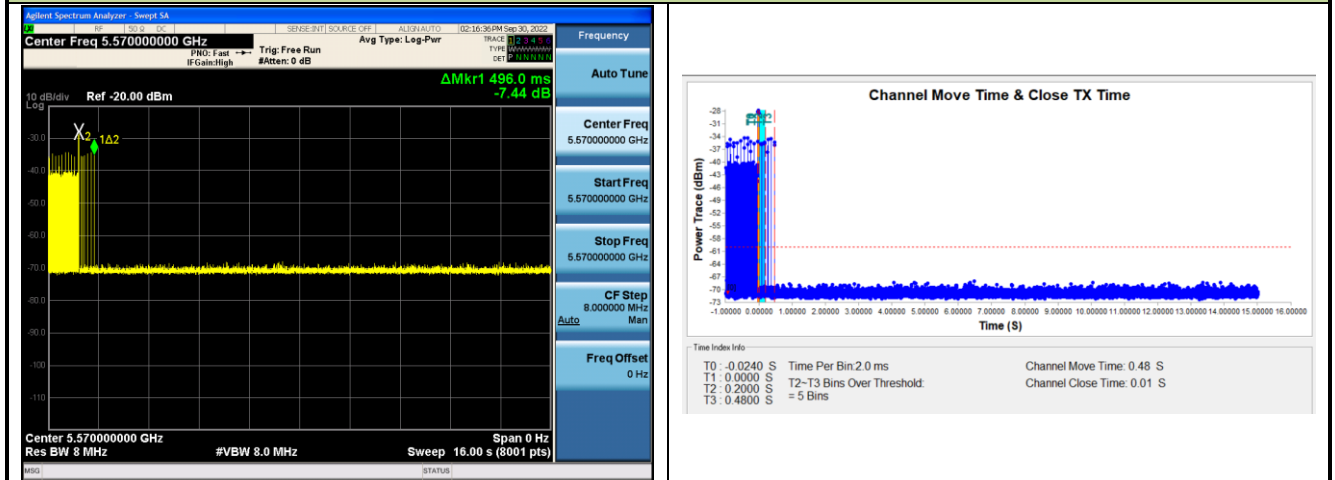 Agilent Spectrum Analyzer - Swept SA
RF 50 Ω DC SENSE:INT SOURCE OFF ALIGN AUTO 02:16:36 PM Sep 30, 2022
Center Freq 5.570000000 GHz
PNO: Fast
IFGain:High
Trig: Free Run
#Atten: 0 dB
Avg Type: Log-Pwr
TRACE 1 2 3 4 5 6
TYPE
DET P N N N N N
ΔMkr1 496.0 ms
-7.44 dB
10 dB/div Ref -20.00 dBm
Log
2
1Δ2
-30.0
-40.0
-50.0
-60.0
-70.0
-80.0
-90.0
-100
-110
Center 5.570000000 GHz Span 0 Hz
Res BW 8 MHz #VBW 8.0 MHz Sweep 16.00 s (8001 pts)
MSG STATUS
Frequency
Auto Tune
Center Freq
5.570000000 GHz
Start Freq
5.570000000 GHz
Stop Freq
5.570000000 GHz
CF Step
8.000000 MHz
Auto Man
Freq Offset
0 Hz
Channel Move Time & Close TX Time
Power Trace (dBm)
-28
-31
-34
-37
-40
-43
-46
-49
-52
-55
-58
-61
-64
-67
-70
-73
-1.00000 0.00000 1.00000 2.00000 3.00000 4.00000 5.00000 6.00000 7.00000 8.00000 9.00000 10.00000 11.00000 12.00000 13.00000 14.00000 15.00000 16.00000
Time (S)
Time Index Info
T0 : -0.0240 S
T1 : 0.0000 S
T2 : 0.2000 S
T3 : 0.4800 S
Time Per Bin:2.0 ms
T2~T3 Bins Over Threshold:
= 5 Bins
Channel Move Time: 0.48 S
Channel Close Time: 0.01 S